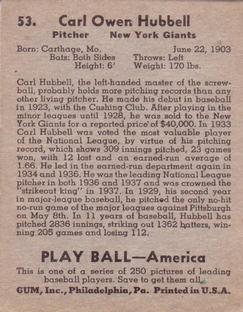 53. Carl Owen Hubbell
Pitcher New York Giants
Born: Carthage, Mo. June 22, 1903
Bats: Both Sides Throws: Left
Height: 6' Weight: 170 lbs.
Carl Hubbell, the left-handed master of the screw-
ball, probably holds more pitching records than any
other living pitcher. He made his debut in baseball
in 1923, with the Cushing Club. After pitching in the
minor leagues until 1928, he was sold to the New
York Giants for a reported price of $40,000. In 1933
Carl Hubbell was voted the most valuable player
of the National League, by virtue of his pitching
record, which shows 309 innings pitched, 23 games
won, with 12 lost and an earned-run average of
1.66. He led in the earned-run department again in
1934 and 1936. He was the leading National League
pitcher in both 1936 and 1937 and was crowned the
"strikeout king" in 1937. In 1929, his second year
in major-league baseball, he pitched the only no-hit
no-run game of the major leagues against Pittsburgh
on May 8th. In 11 years of baseball, Hubbell has
pitched 2836 innings, striking out 1362 batters, win-
ning 205 games and losing 112.
PLAY BALL—America
This is one of a series of 250 pictures of leading
baseball players. Save to get them all.
GUM, Inc., Philadelphia, Pa. Printed in U.S.A.